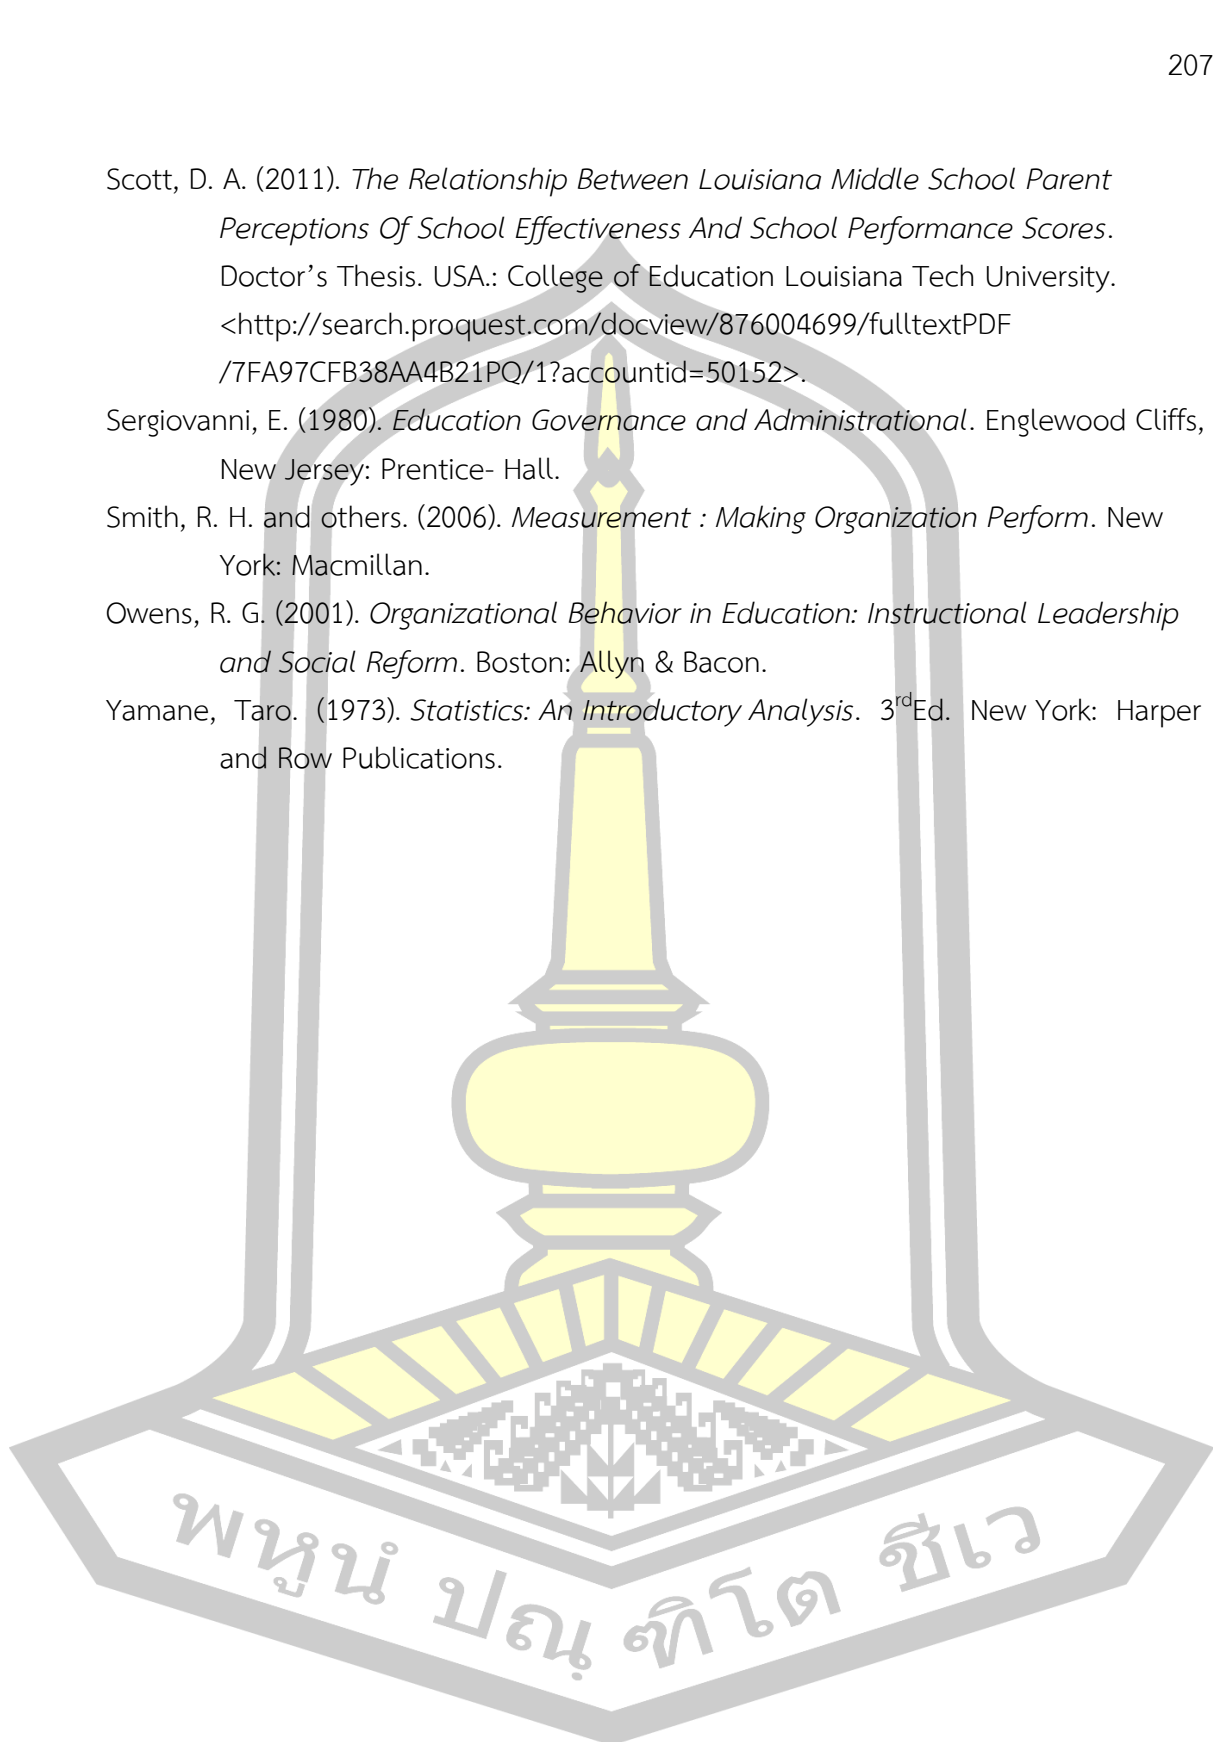 207
Scott, D. A. (2011). The Relationship Between Louisiana Middle School Parent
Perceptions Of School Effectiveness And School Performance Scores.
Doctor’s Thesis. USA.: College of Education Louisiana Tech University.
<http://search.proquest.com/docview/876004699/fulltextPDF
/7FA97CFB38AA4B21PQ/1?accountid=50152>.
Sergiovanni, E. (1980). Education Governance and Administrational. Englewood Cliffs,
New Jersey: Prentice- Hall.
Smith, R. H. and others. (2006). Measurement : Making Organization Perform. New
York: Macmillan.
Owens, R. G. (2001). Organizational Behavior in Education: Instructional Leadership
and Social Reform. Boston: Allyn & Bacon.
Yamane, Taro. (1973). Statistics: An Introductory Analysis. 3rdEd. New York: Harper
and Row Publications.
พหูนํ ปณฺฑิโต ชีเว